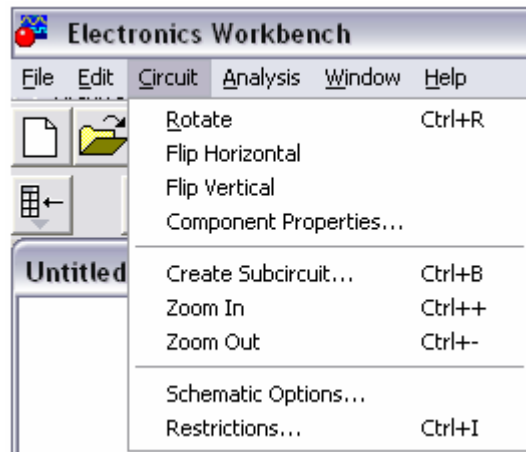 Electronics Workbench
File Edit Circuit Analysis Window Help
Rotate Ctrl+R
Flip Horizontal
Flip Vertical
Component Properties...
Untitled
Create Subcircuit... Ctrl+B
Zoom In Ctrl++
Zoom Out Ctrl+-
Schematic Options...
Restrictions... Ctrl+I